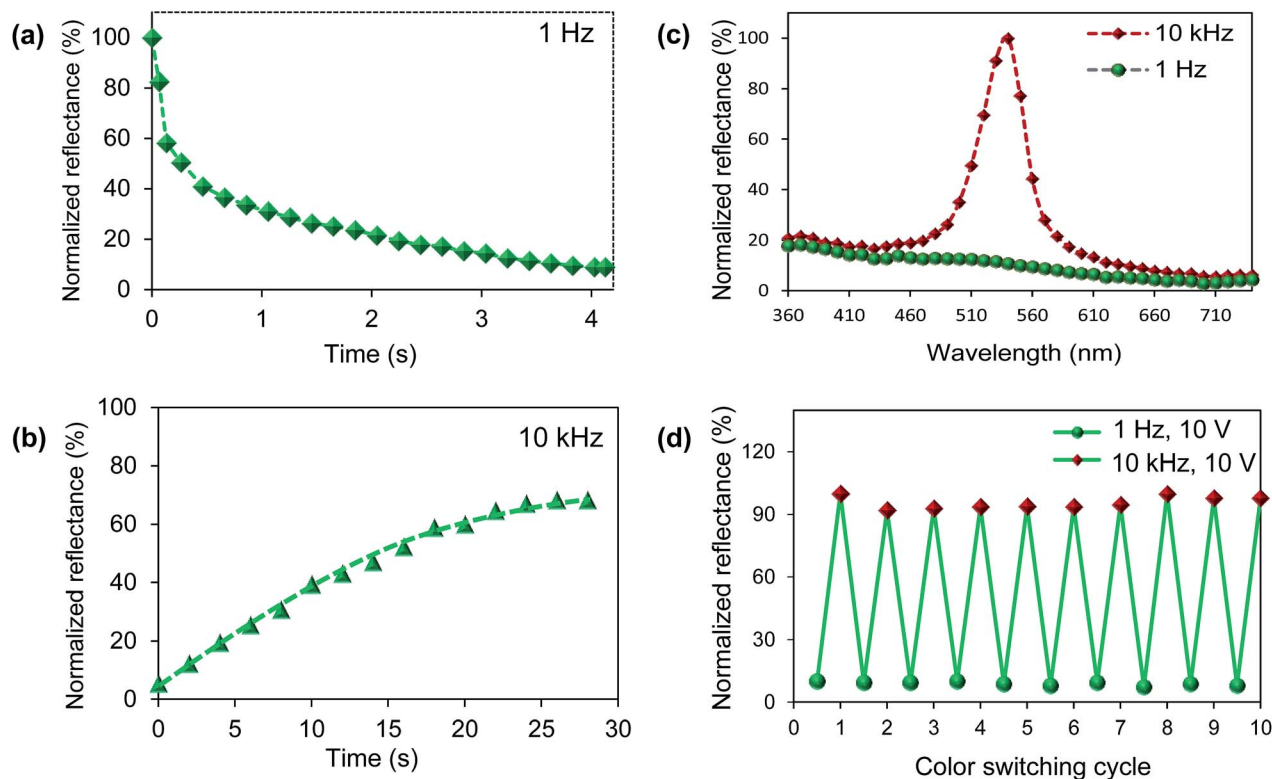 (a)
Normalized reflectance (%)
100
80
60
40
20
0
1 Hz
0 1 2 3 4
Time (s)
(b)
Normalized reflectance (%)
100
80
60
40
20
0
10 kHz
0 5 10 15 20 25 30
Time (s)
(c)
Normalized reflectance (%)
100
80
60
40
20
0
10 kHz
1 Hz
360 410 460 510 560 610 660 710
Wavelength (nm)
(d)
Normalized reflectance (%)
120
90
60
30
0
1 Hz, 10 V
10 kHz, 10 V
0 1 2 3 4 5 6 7 8 9 10
Color switching cycle